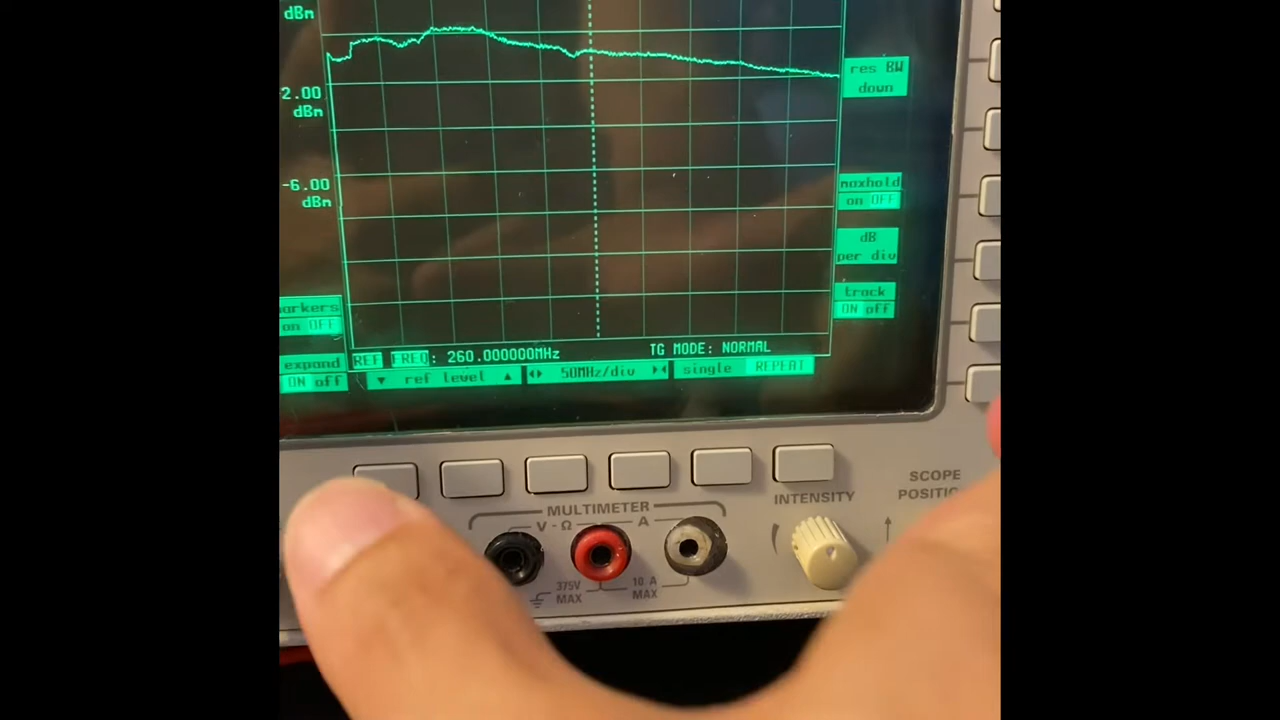 dBm
res BW
down
2.00
dBm
maxhold
on OFF
-6.00
dBm
dB
per div
track
ON off
arkers
on OFF
REF FREQ: 260.000000MHz TG MODE: NORMAL
expand
ON off
▼ ref level ▲ 50MHz/div single REPEAT
SCOPE
POSITIO
INTENSITY
MULTIMETER
V - Ω A
375V
MAX
10 A
MAX